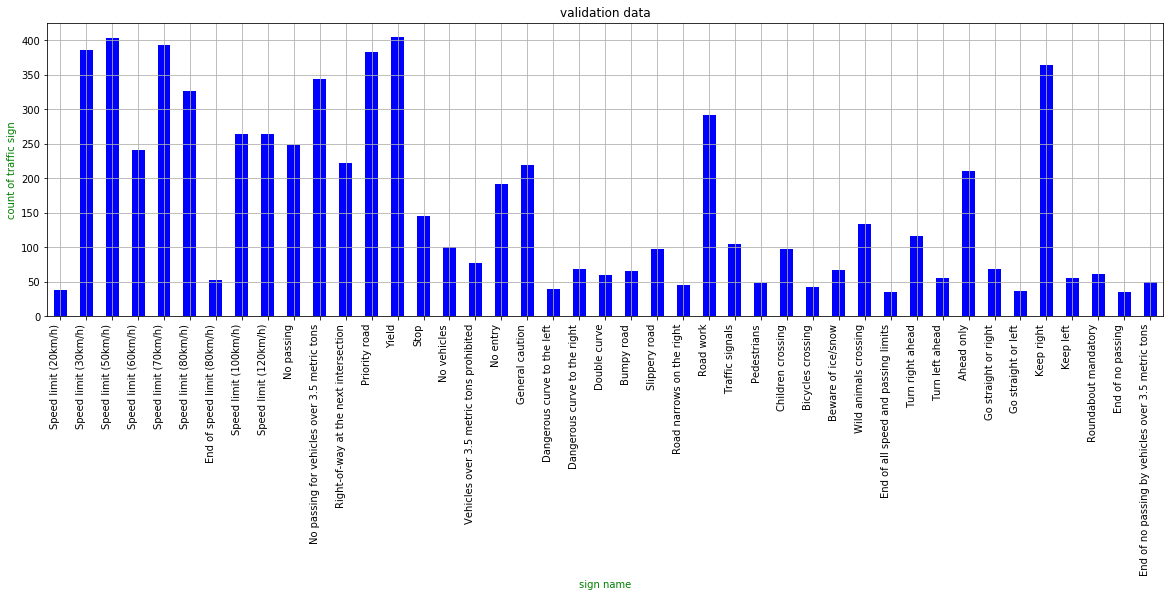 validation data
count of traffic sign
400
350
300
250
200
150
100
50
0
Speed limit (20km/h)
Speed limit (30km/h)
Speed limit (50km/h)
Speed limit (60km/h)
Speed limit (70km/h)
Speed limit (80km/h)
End of speed limit (80km/h)
Speed limit (100km/h)
Speed limit (120km/h)
No passing
No passing for vehicles over 3.5 metric tons
Right-of-way at the next intersection
Priority road
Yield
Stop
No vehicles
Vehicles over 3.5 metric tons prohibited
No entry
General caution
Dangerous curve to the left
Dangerous curve to the right
Double curve
Bumpy road
Slippery road
Road narrows on the right
Road work
Traffic signals
Pedestrians
Children crossing
Bicycles crossing
Beware of ice/snow
Wild animals crossing
End of all speed and passing limits
Turn right ahead
Turn left ahead
Ahead only
Go straight or right
Go straight or left
Keep right
Keep left
Roundabout mandatory
End of no passing
End of no passing by vehicles over 3.5 metric tons
sign name